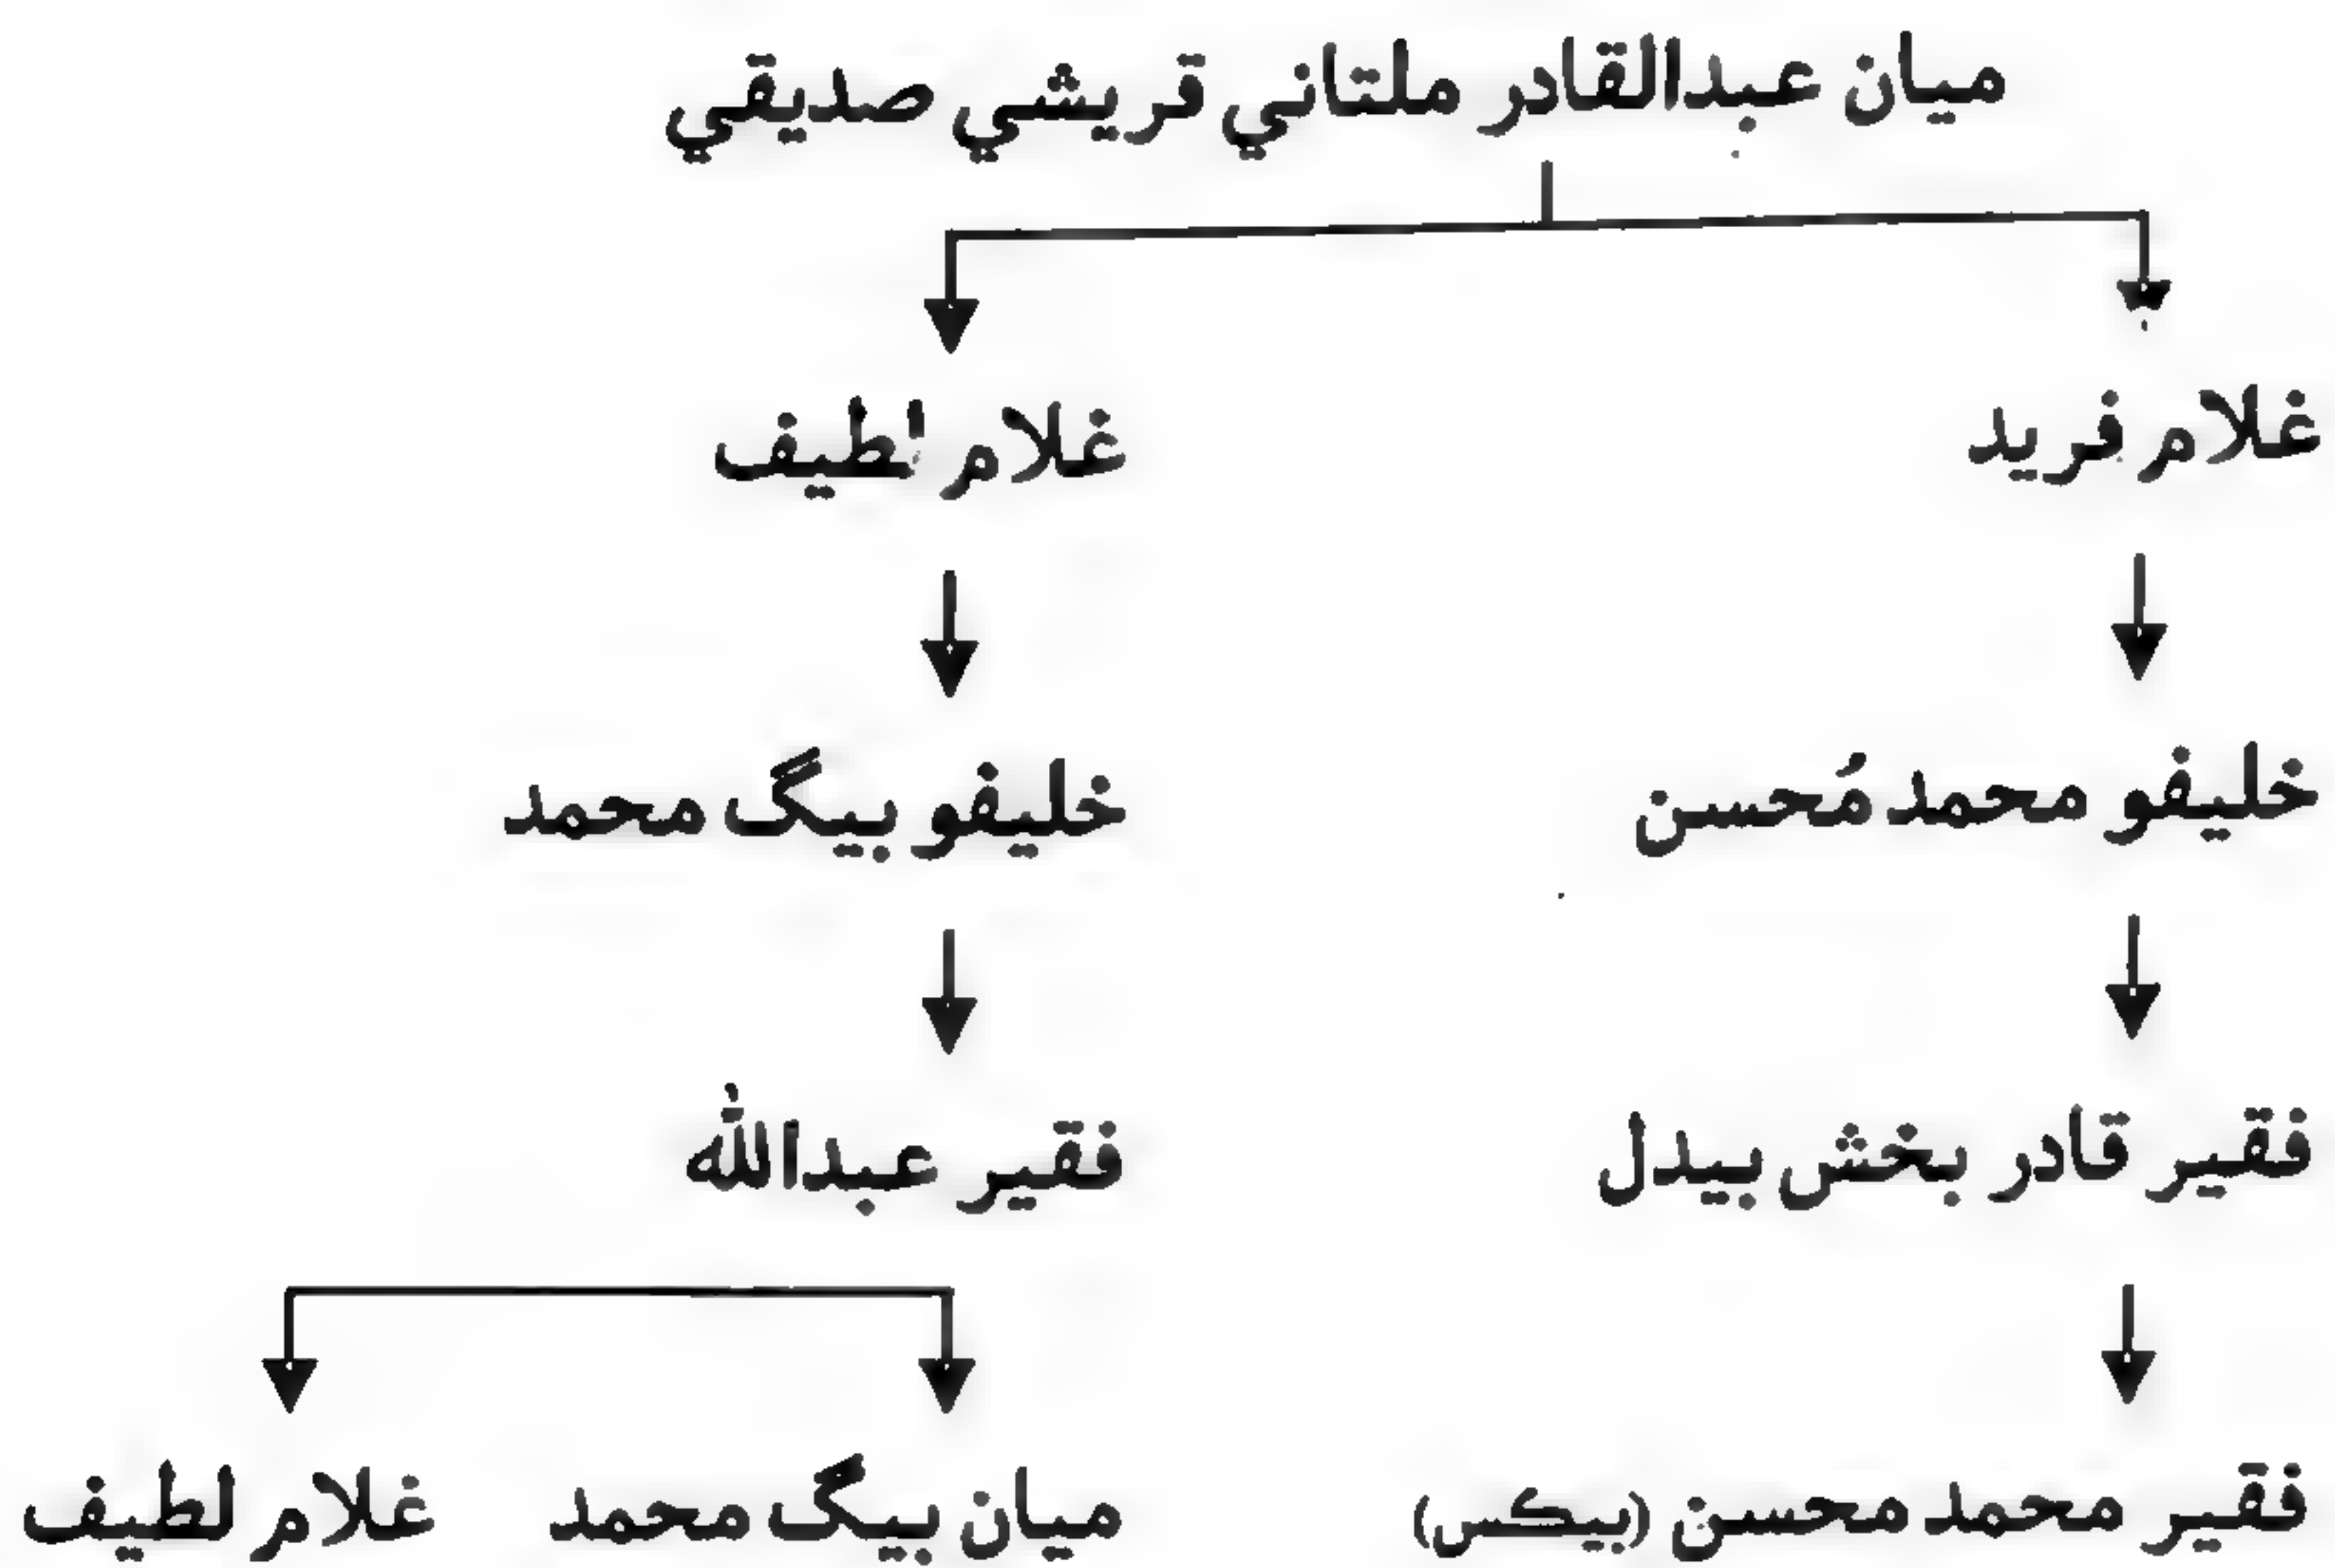 ميان عبدالقادر ملتاني قريشي صديقي
غلام فريد
غلام لطيف
خليفو محمد مُحسن
خليفو بيگ محمد
فقير قادر بخش بيدل
فقير عبدالله
فقير محمد محسن (بيڪس)
ميان بيگ محمد
غلام لطيف